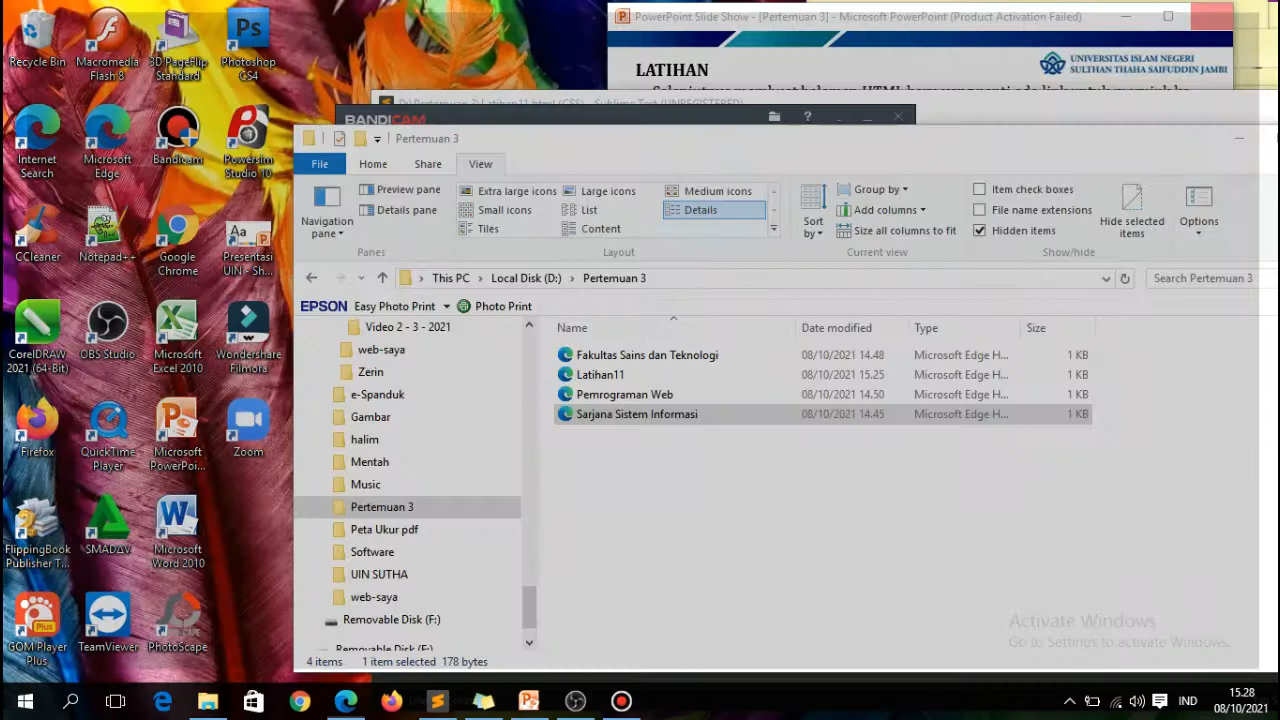 Recycle Bin
Macromedia
Flash 8
3D PageFlip
Standard
Photoshop
CS4
Internet
Search
Microsoft
Edge
Bandicam
Powersim
Studio 10
CCleaner
Notepad++
Google
Chrome
Aa
Presentasi
UIN - Sh...
CorelDRAW
2021 (64-Bit)
OBS Studio
Microsoft
Excel 2010
Wondershare
Filmora
Firefox
QuickTime
Player
Microsoft
PowerPoi...
Zoom
FlippingBook
Publisher T...
SMADΔV
Microsoft
Word 2010
GOM Player
Plus
TeamViewer
PhotoScape
PowerPoint Slide Show - [Pertemuan 3] - Microsoft PowerPoint (Product Activation Failed)
LATIHAN
UNIVERSITAS ISLAM NEGERI
SULTHAN THAHA SAIFUDDIN JAMBI
D:\Pertemuan 3\Latihan11.html (CSS) - Sublime Text (UNREGISTERED)
BANDICAM
Pertemuan 3
File Home Share View
Navigation
pane
Preview pane
Details pane
Panes
Extra large icons Large icons Medium icons
Small icons List Details
Tiles Content
Layout
Sort
by
Group by
Add columns
Size all columns to fit
Current view
Item check boxes
File name extensions
Hidden items
Hide selected
items
Options
Show/hide
This PC Local Disk (D:) Pertemuan 3
Search Pertemuan 3
EPSON Easy Photo Print Photo Print
Video 2 - 3 - 2021
web-saya
Zerin
e-Spanduk
Gambar
halim
Mentah
Music
Pertemuan 3
Peta Ukur pdf
Software
UIN SUTHA
web-saya
Removable Disk (F:)
Removable Disk (F:)
Name Date modified Type Size
Fakultas Sains dan Teknologi 08/10/2021 14.48 Microsoft Edge H... 1 KB
Latihan11 08/10/2021 15.25 Microsoft Edge H... 1 KB
Pemrograman Web 08/10/2021 14.50 Microsoft Edge H... 1 KB
Sarjana Sistem Informasi 08/10/2021 14.45 Microsoft Edge H... 1 KB
Activate Windows
Go to Settings to activate Windows.
4 items 1 item selected 178 bytes
IND
15.28
08/10/2021